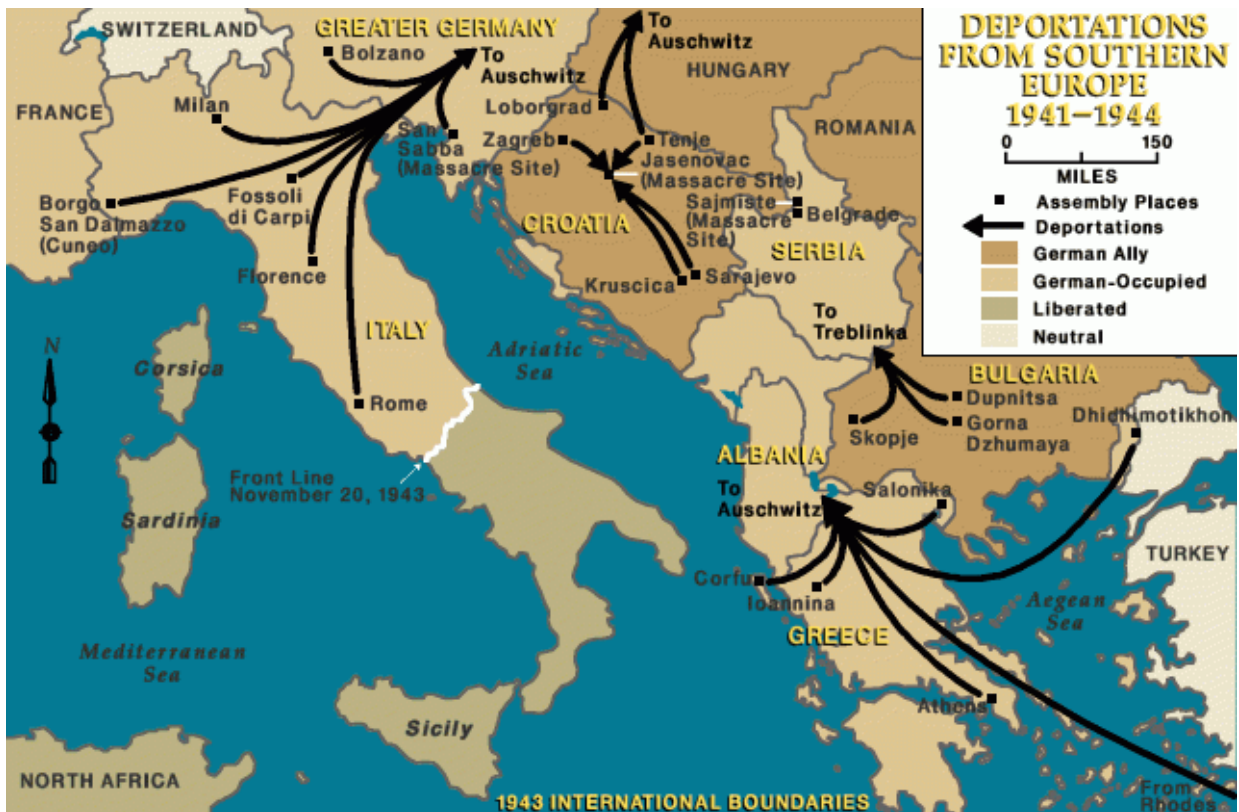 DEPORTATIONS
FROM SOUTHERN
EUROPE
1941–1944
0 150
MILES
Assembly Places
Deportations
German Ally
German-Occupied
Liberated
Neutral
SWITZERLAND
GREATER GERMANY
Bolzano
To
Auschwitz
To
Auschwitz
HUNGARY
FRANCE
Milan
Loborgrad
ROMANIA
San
Sabba
(Massacre Site)
Zagreb
Tenje
Jasenovac
(Massacre Site)
Borgo
San Dalmazzo
(Cuneo)
Fossoli
di Carpi
CROATIA
Sajmiste
(Massacre
Site)
Belgrade
SERBIA
Florence
Kruscica
Sarajevo
ITALY
To
Treblinka
N
Corsica
Adriatic
Sea
BULGARIA
Rome
Dupnitsa
Skopje
Gorna
Dzhumaya
Dhidhimotikhon
ALBANIA
Front Line
November 20, 1943
To
Auschwitz
Salonika
Sardinia
TURKEY
Corfu
Ioannina
Aegean
Sea
GREECE
Mediterranean
Sea
Athens
Sicily
NORTH AFRICA
From
Rhodes
1943 INTERNATIONAL BOUNDARIES